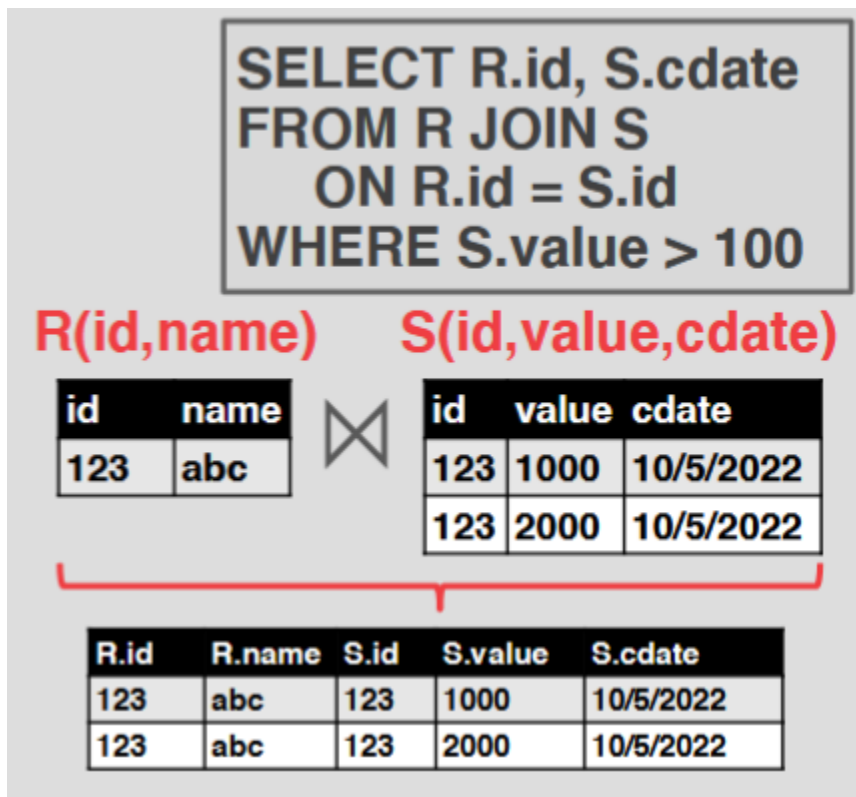 SELECT R.id, S.cdate
FROM R JOIN S
ON R.id = S.id
WHERE S.value > 100
R(id,name) S(id,value,cdate)
id name id value cdate
123 abc 123 1000 10/5/2022
123 2000 10/5/2022
R.id R.name S.id S.value S.cdate
123 abc 123 1000 10/5/2022
123 abc 123 2000 10/5/2022